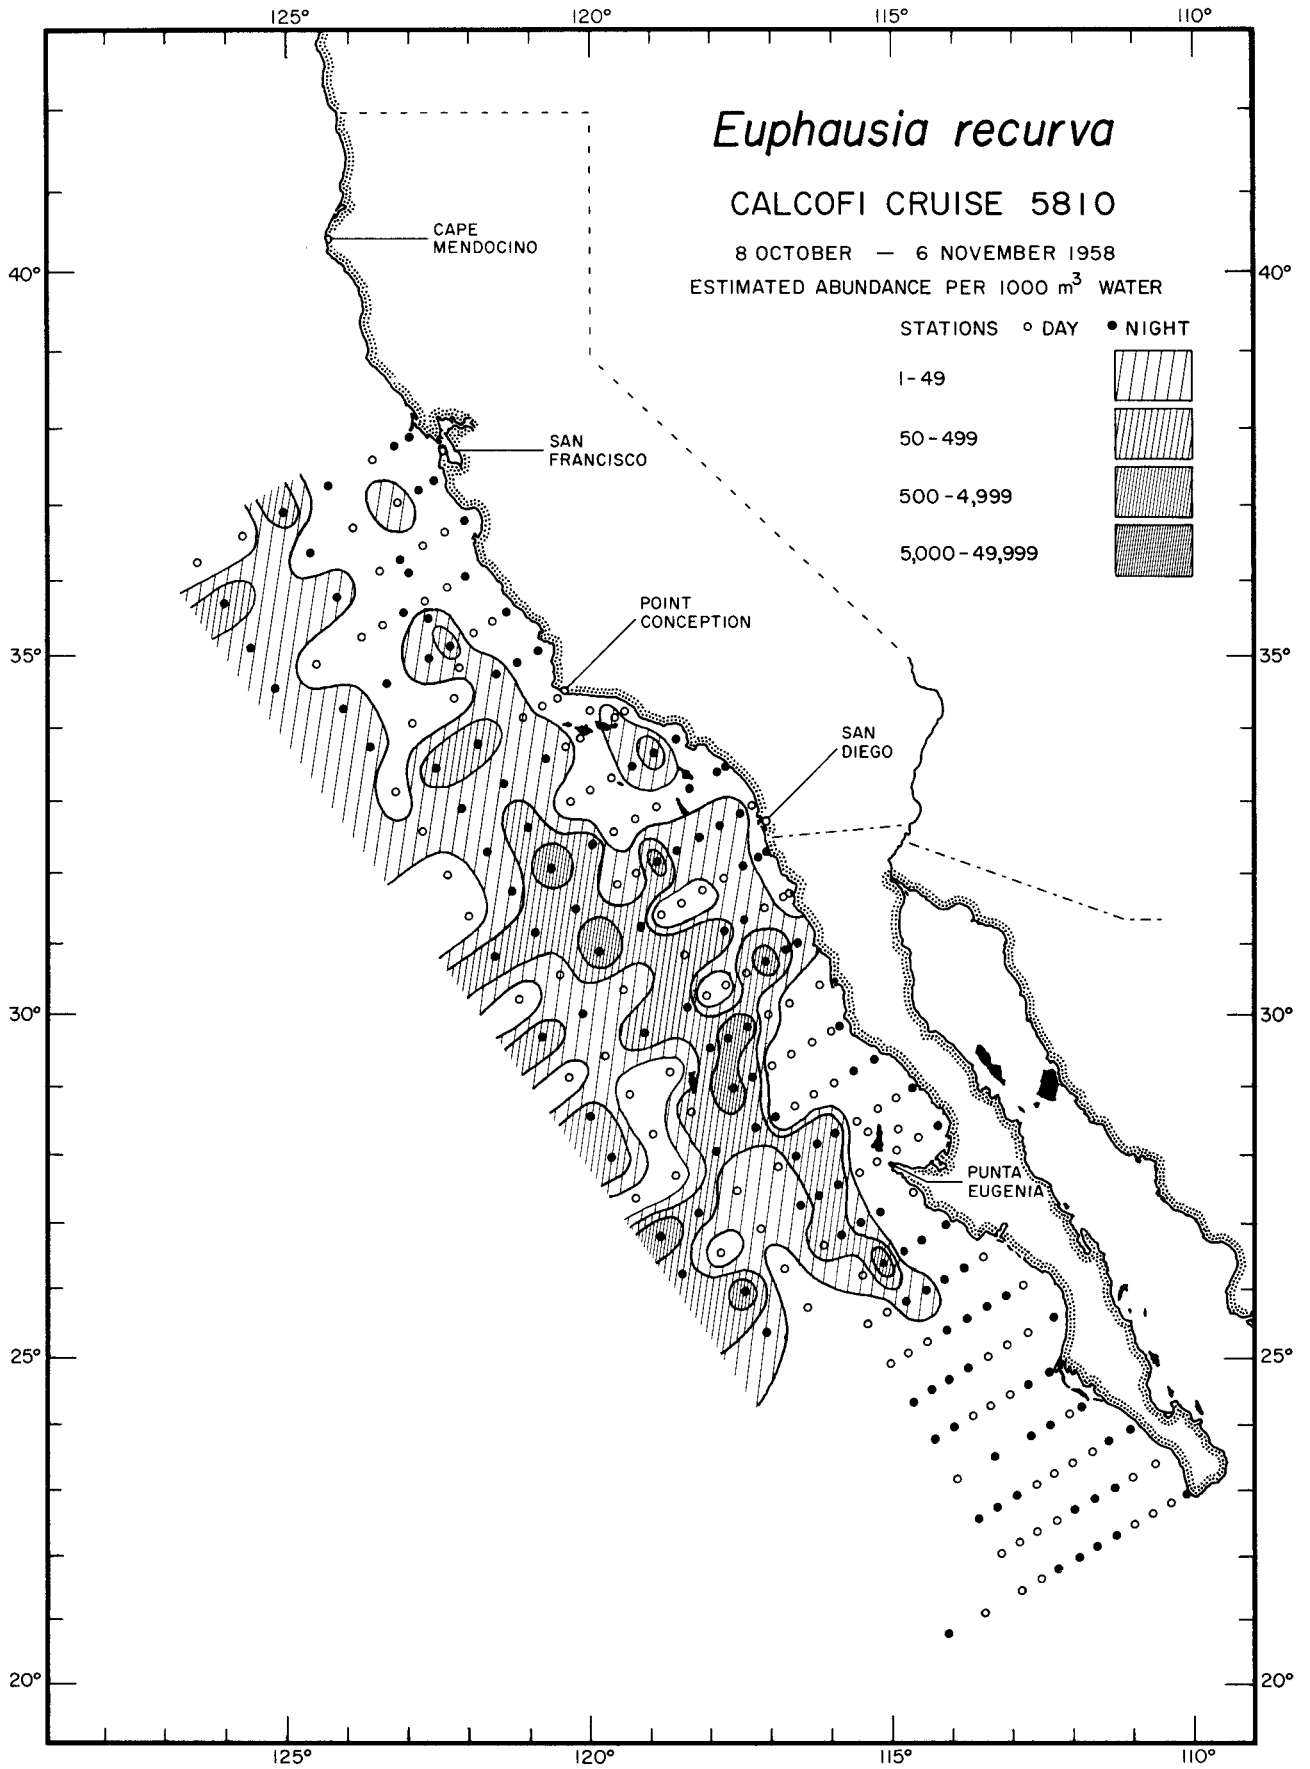 125° 120° 115° 110°
Euphausia recurva
CALCOFI CRUISE 5810
8 OCTOBER — 6 NOVEMBER 1958
ESTIMATED ABUNDANCE PER 1000 m³ WATER
STATIONS ○ DAY ● NIGHT
1-49
50-499
500-4,999
5,000-49,999
CAPE
MENDOCINO
40° 40°
SAN
FRANCISCO
POINT
CONCEPTION
35° 35°
SAN
DIEGO
30° 30°
PUNTA
EUGENIA
25° 25°
20° 20°
125° 120° 115° 110°